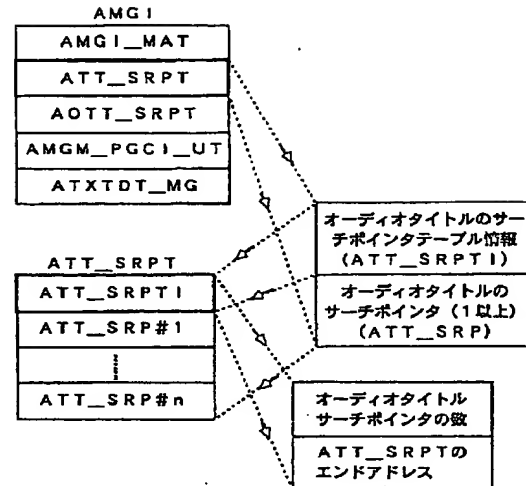 AMGI
AMGI_MAT
ATT_SRPT
AOTT_SRPT
AMGM_PGCI_UT
ATXTDT_MG
オーディオタイトルのサー
チポインタテーブル情報
(ATT_SRPTI)
オーディオタイトルの
サーチポインタ(1以上)
(ATT_SRP)
ATT_SRPT
ATT_SRPTI
ATT_SRP#1
ATT_SRP#n
オーディオタイトル
サーチポインタの数
ATT_SRPTの
エンドアドレス